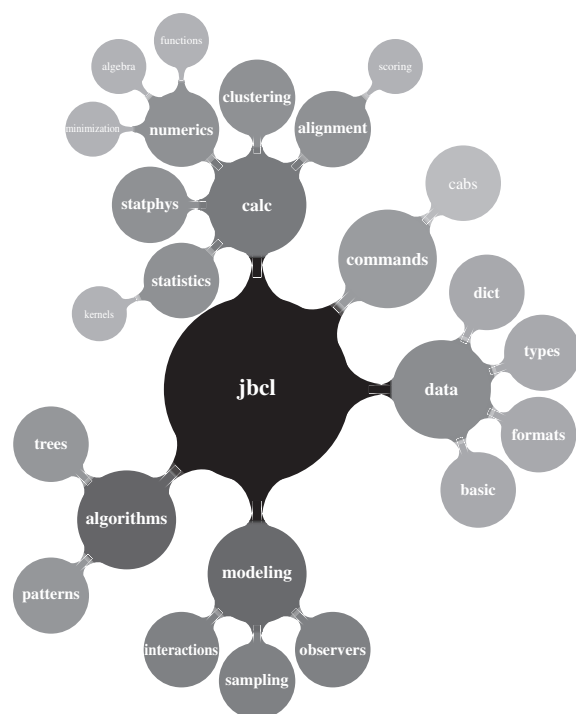 functions
algebra
scoring
clustering
minimization
numerics
alignment
cabs
statphys
calc
commands
statistics
dict
kernels
types
jbcl
data
formats
trees
basic
algorithms
modeling
patterns
interactions
observers
sampling